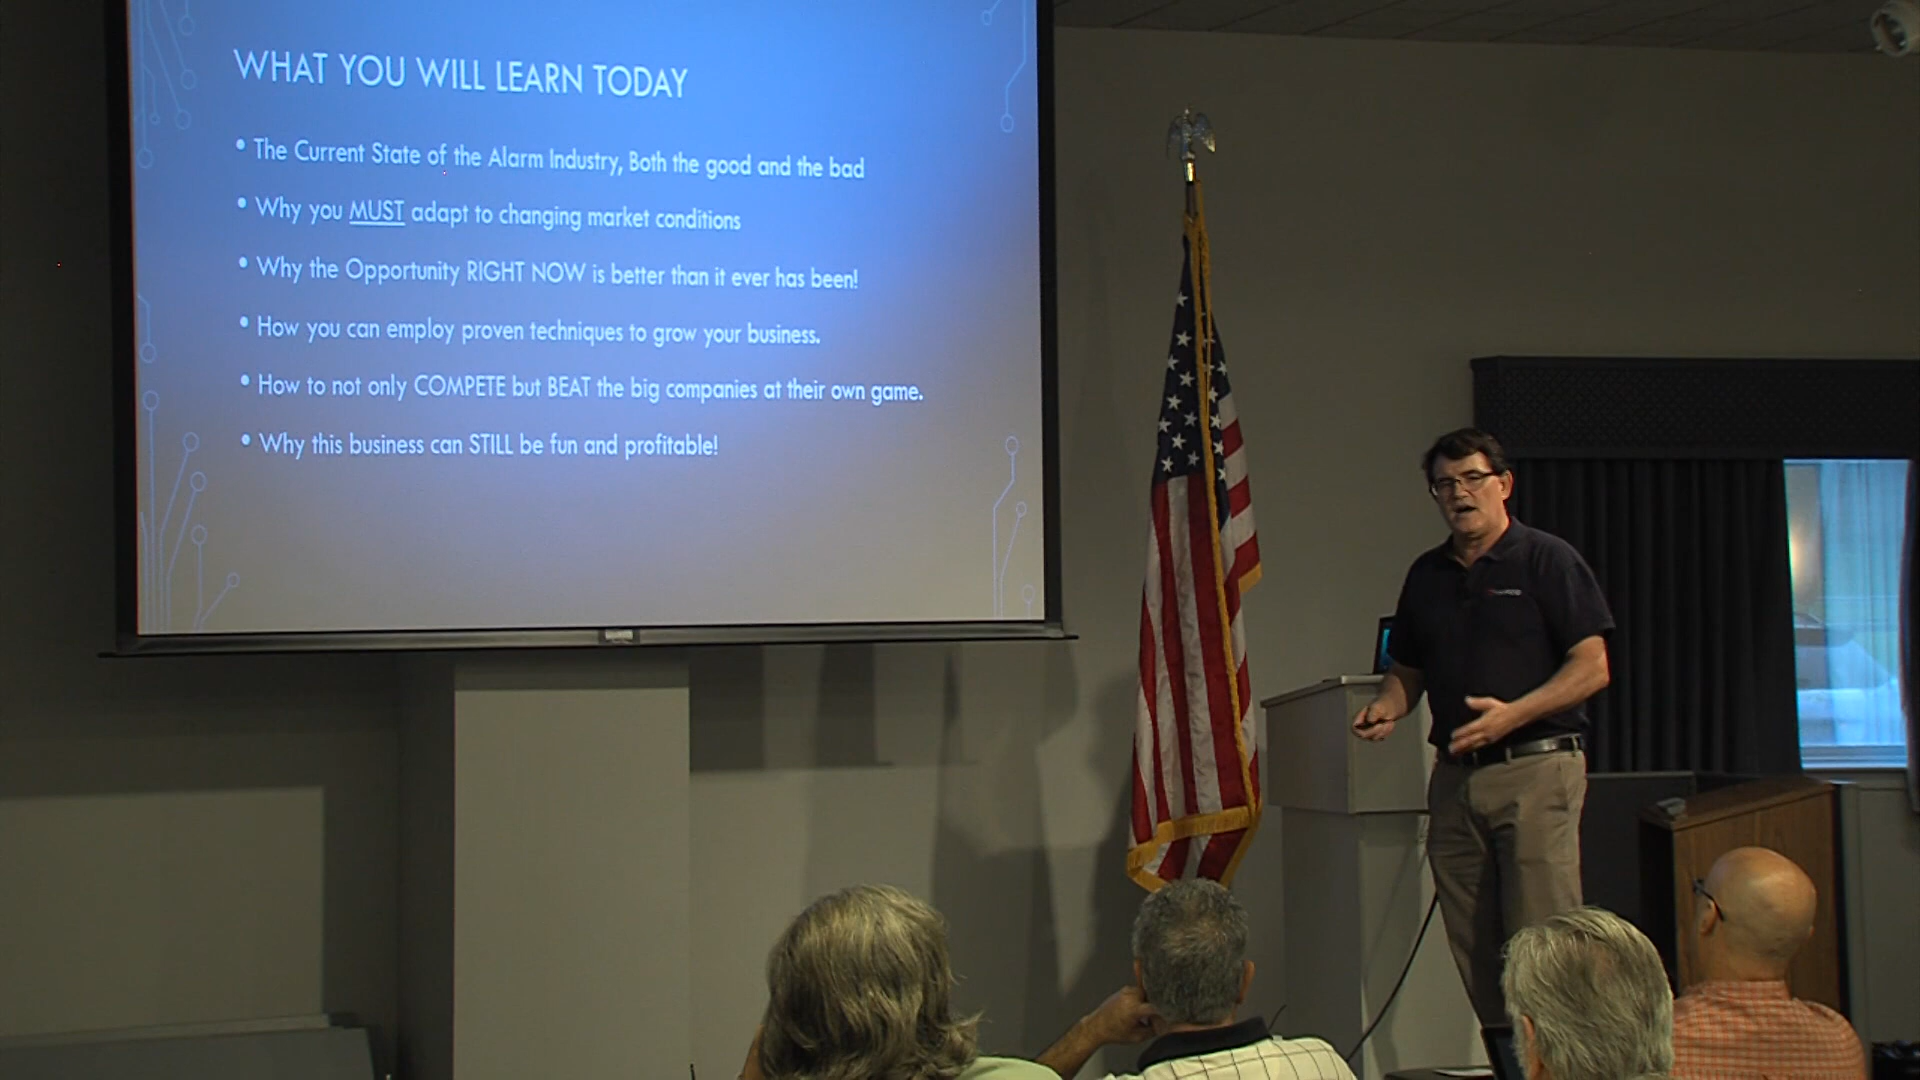 WHAT YOU WILL LEARN TODAY
• The Current State of the Alarm Industry, Both the good and the bad
• Why you MUST adapt to changing market conditions
• Why the Opportunity RIGHT NOW is better than it ever has been!
• How you can employ proven techniques to grow your business.
• How to not only COMPETE but BEAT the big companies at their own game.
• Why this business can STILL be fun and profitable!